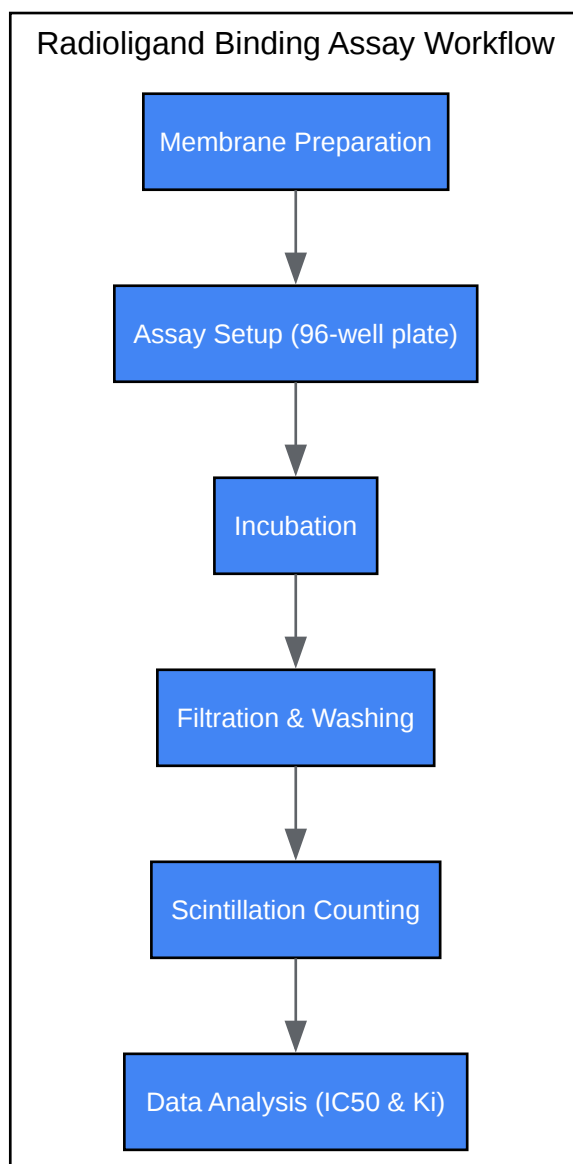 Radioligand Binding Assay Workflow
Membrane Preparation
Assay Setup (96-well plate)
Incubation
Filtration & Washing
Scintillation Counting
Data Analysis (IC50 & Ki)